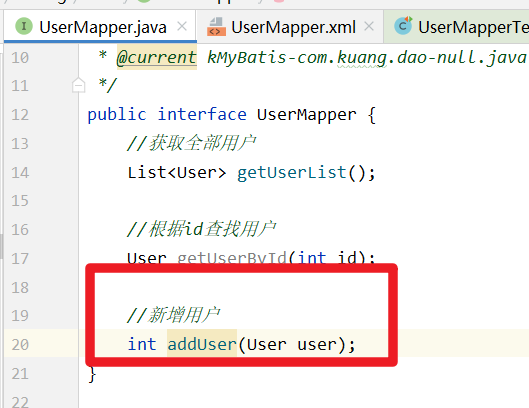 UserMapper.java
UserMapper.xml
UserMapperTe
10 * @current kMyBatis-com.kuang.dao-null.java
11 */
12 public interface UserMapper {
13 //获取全部用户
14 List<User> getUserList();
15
16 //根据id查找用户
17 User getUserById(int id);
18
19 //新增用户
20 int addUser(User user);
21 }
22